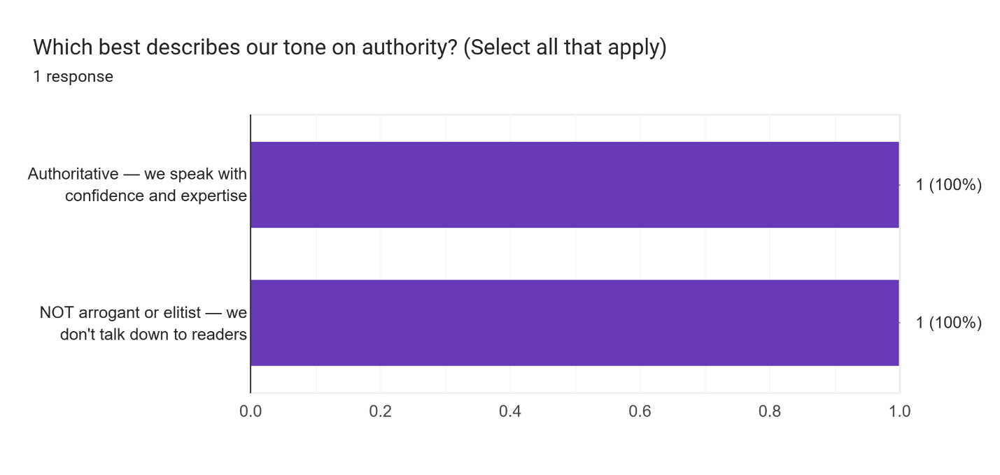 Which best describes our tone on authority? (Select all that apply)
1 response
Authoritative — we speak with
confidence and expertise
1 (100%)
NOT arrogant or elitist — we
don't talk down to readers
1 (100%)
0.0
0.2
0.4
0.6
0.8
1.0